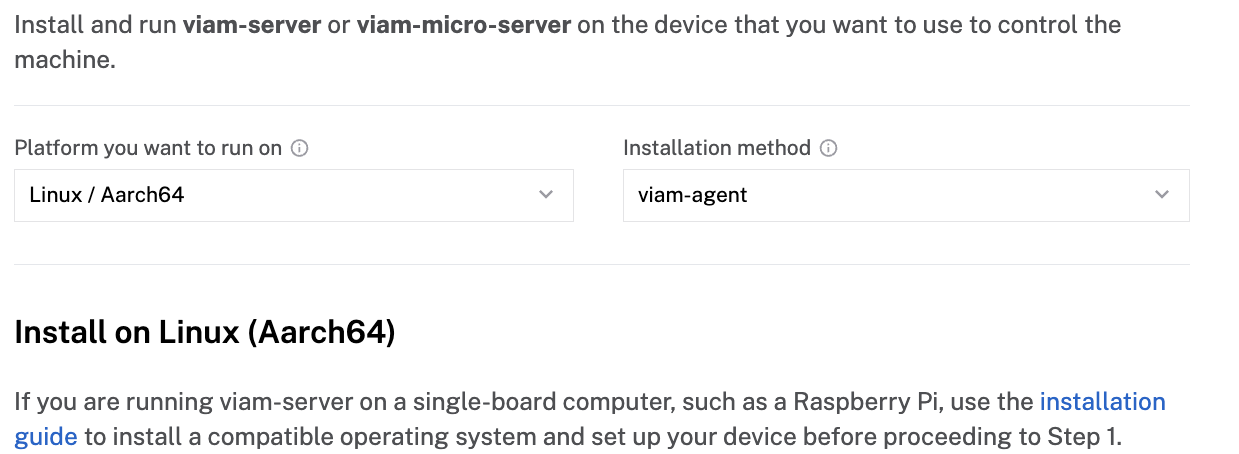 Install and run viam-server or viam-micro-server on the device that you want to use to control the
machine.
Platform you want to run on
Installation method
Linux / Aarch64
viam-agent
Install on Linux (Aarch64)
If you are running viam-server on a single-board computer, such as a Raspberry Pi, use the installation
guide to install a compatible operating system and set up your device before proceeding to Step 1.